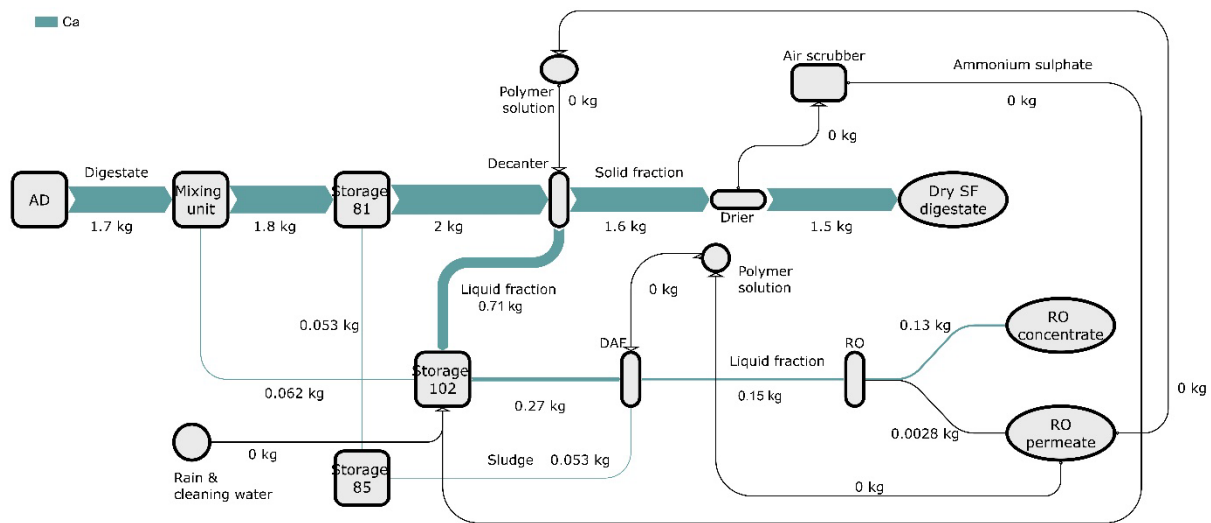 Ca
Air scrubber
Ammonium sulphate
0 kg
Polymer
solution
0 kg
0 kg
Decanter
Digestate
Solid fraction
AD
Mixing
unit
Storage
81
Drier
Dry SF
digestate
1.7 kg
1.8 kg
2 kg
1.6 kg
1.5 kg
Liquid fraction
0.71 kg
0 kg
Polymer
solution
0.053 kg
DAF
RO
0.13 kg
RO
concentrate
Liquid fraction
Storage
102
0.062 kg
0.27 kg
0.15 kg
0 kg
0.0028 kg
RO
permeate
0 kg
Rain &
cleaning water
Storage
85
Sludge 0.053 kg
0 kg